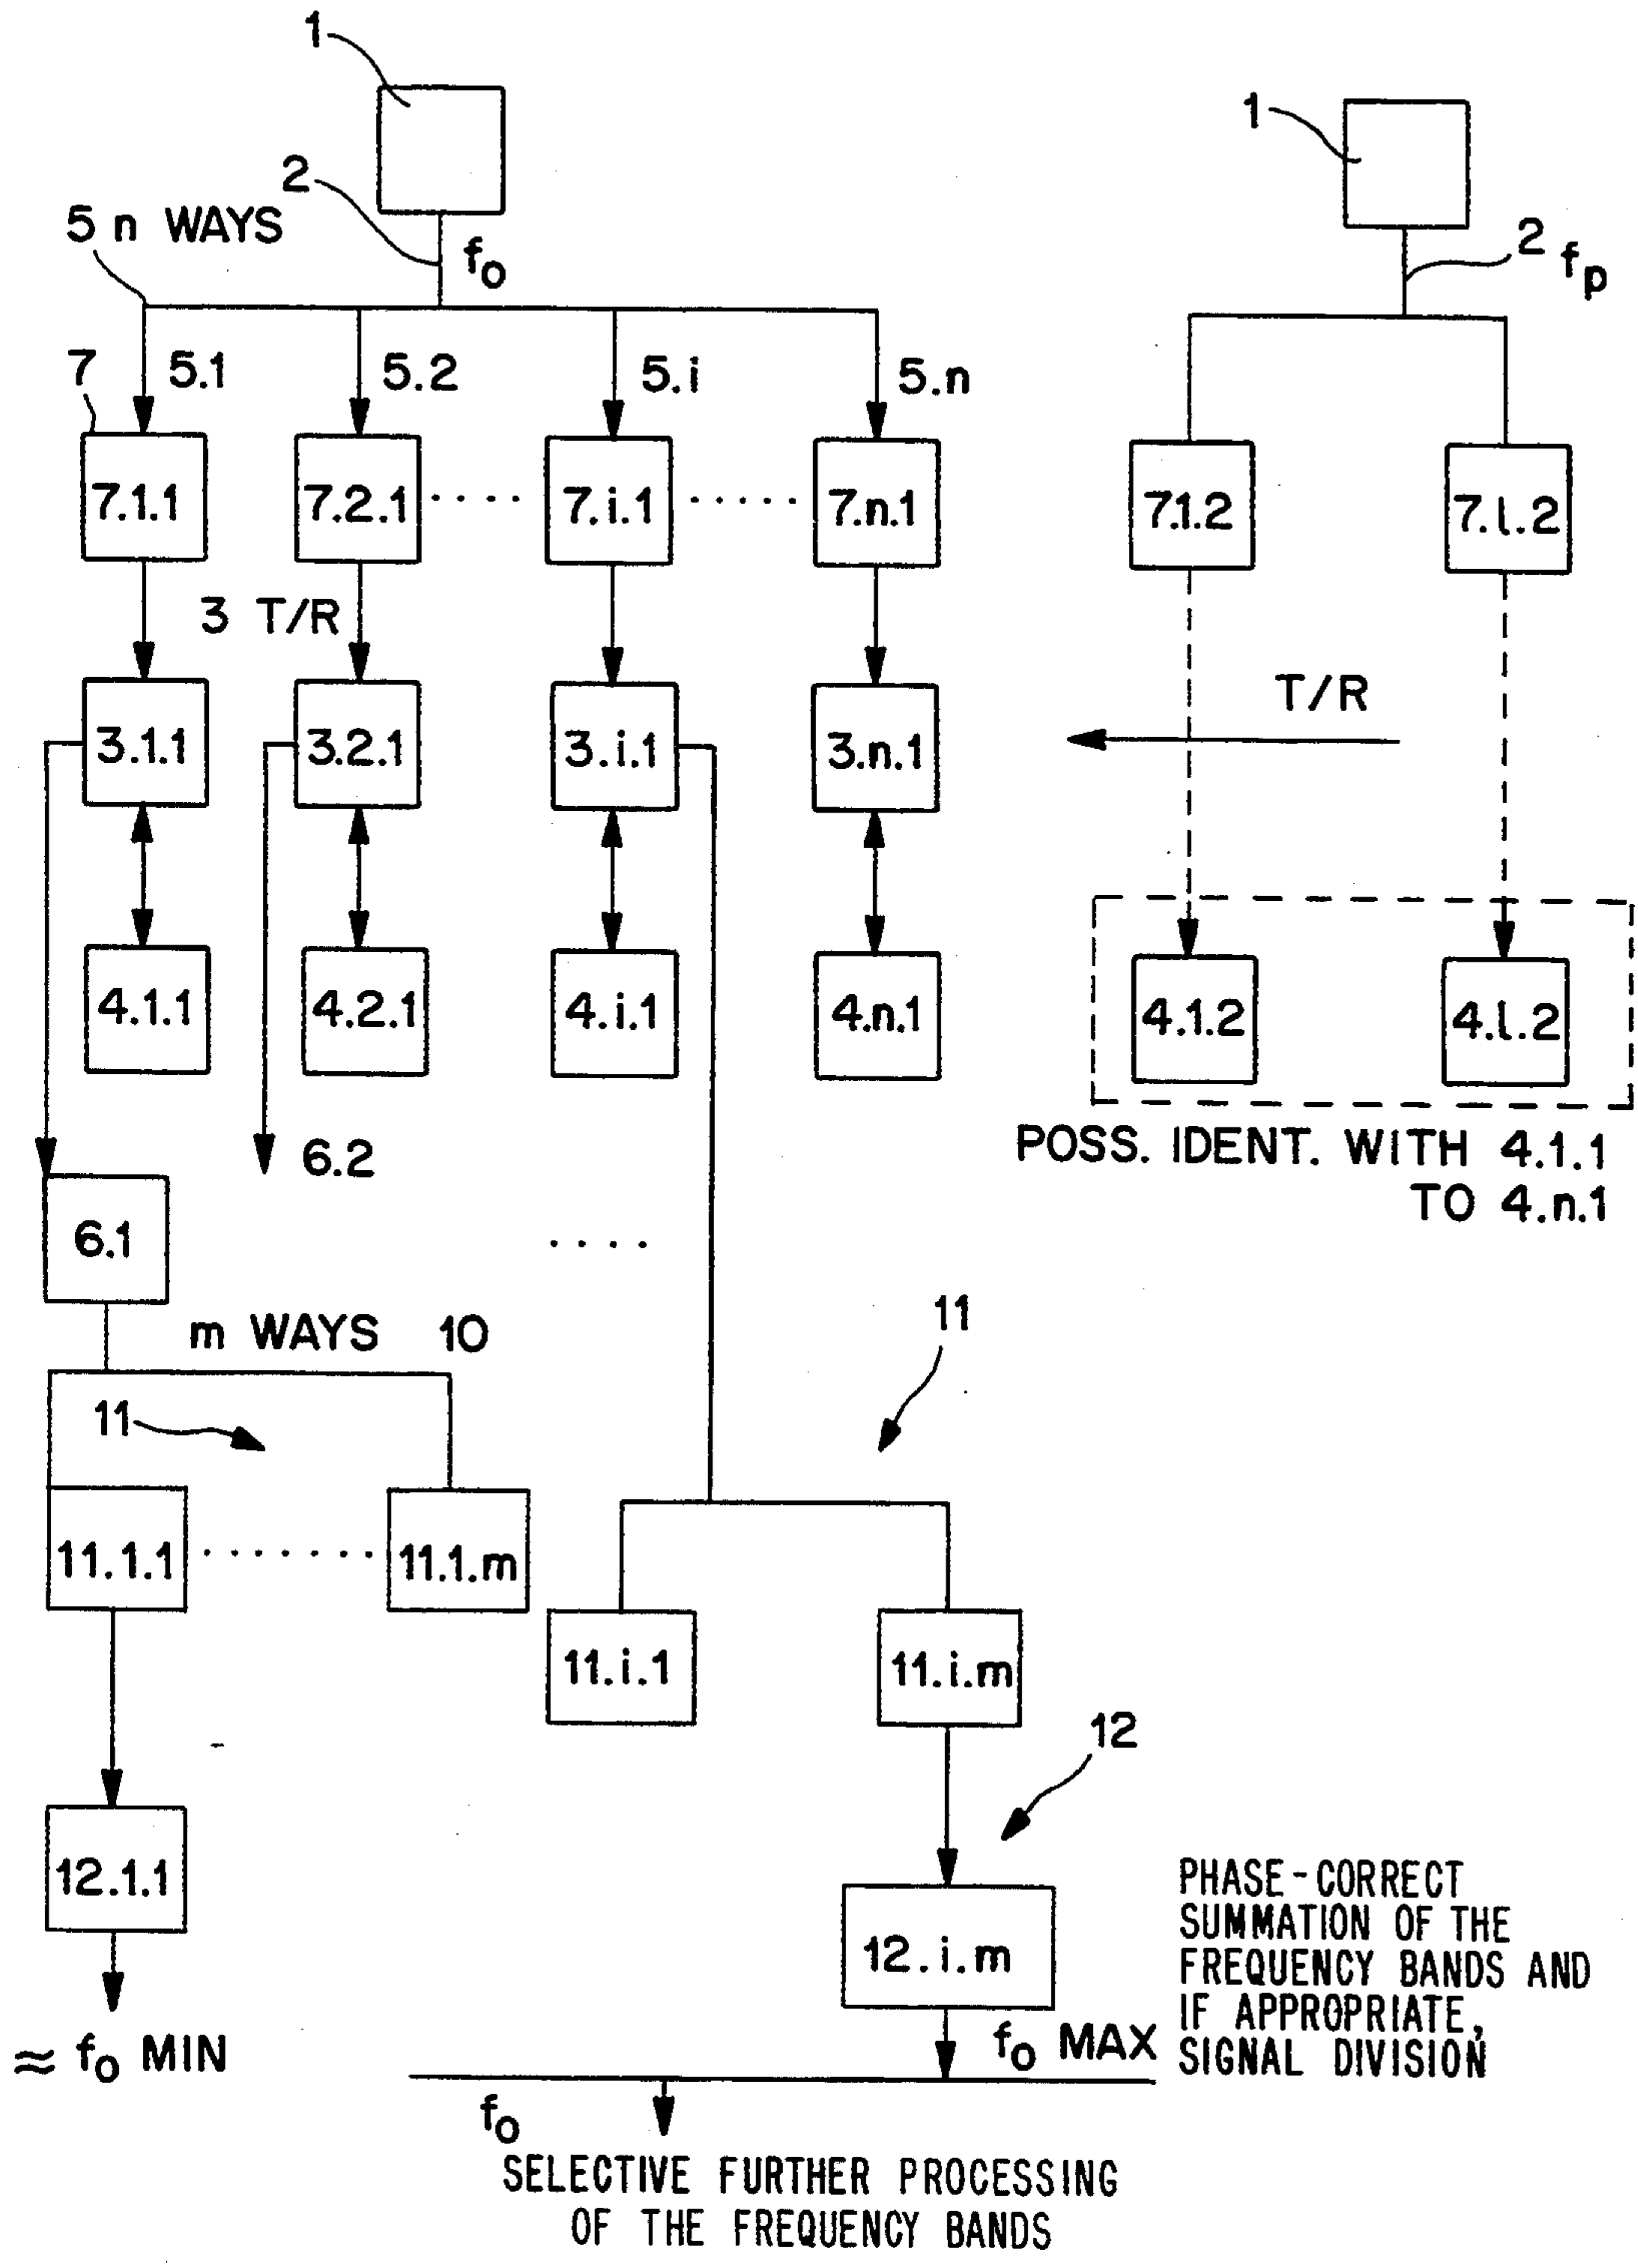 1
1
2
5 n WAYS
fo
2 fp
7
5.1
5.2
5.i
5.n
7.1.1
7.2.1
.....
7.i.1
.....
7.n.1
7.1.2
7.l.2
3 T/R
T/R
3.1.1
3.2.1
3.i.1
3.n.1
4.1.1
4.2.1
4.i.1
4.n.1
4.1.2
4.l.2
POSS. IDENT. WITH 4.1.1
TO 4.n.1
6.2
6.1
....
m WAYS 10
11
11
11.1.1
........
11.1.m
11.i.1
11.i.m
12
12.1.1
12.i.m
PHASE-CORRECT
SUMMATION OF THE
FREQUENCY BANDS AND
IF APPROPRIATE,
SIGNAL DIVISION
≈ fo MIN
fo MAX
fo
SELECTIVE FURTHER PROCESSING
OF THE FREQUENCY BANDS